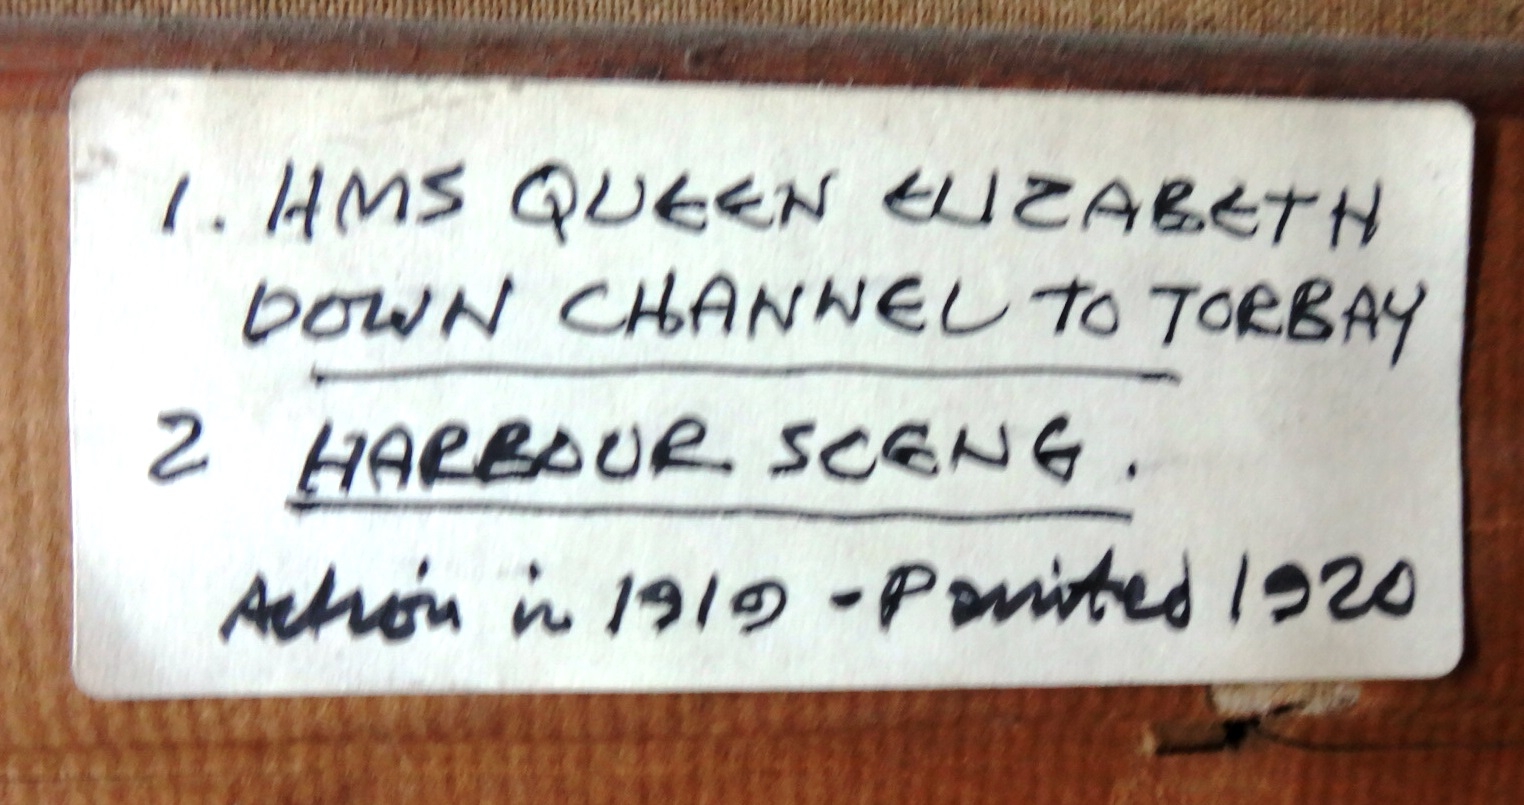 1. HMS QUEEN ELIZABETH
DOWN CHANNEL TO TORBAY
2 HARBOUR SCENE.
Action in 1919 - Painted 1920